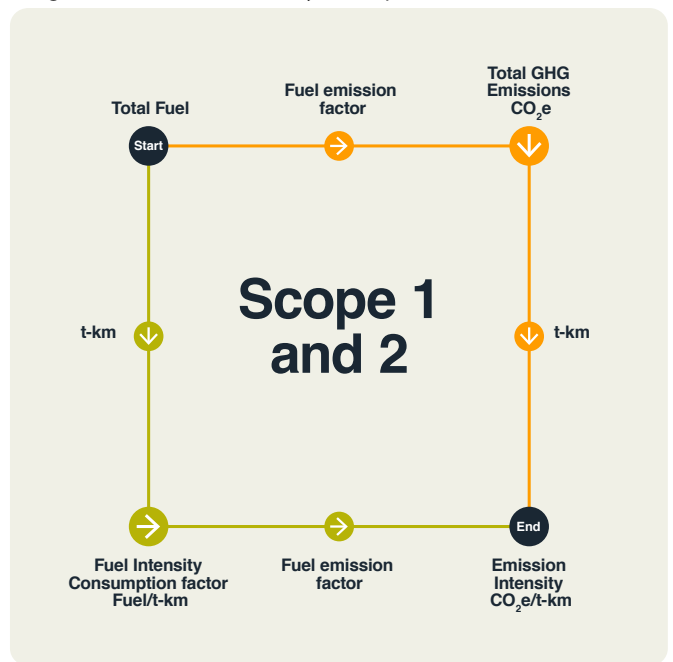 Total Fuel
Fuel emission
factor
Total GHG
Emissions
CO₂e
Start
t-km
Scope 1
and 2
t-km
End
Fuel Intensity
Consumption factor
Fuel/t-km
Fuel emission
factor
Emission
Intensity
CO₂e/t-km